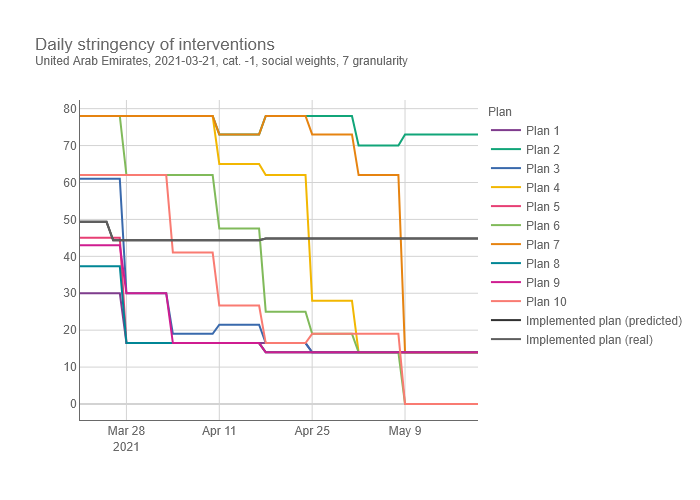 Daily stringency of interventions
United Arab Emirates, 2021-03-21, cat. -1, social weights, 7 granularity
80
70
60
50
40
30
20
10
0
Mar 28
2021
Apr 11
Apr 25
May 9
Plan
Plan 1
Plan 2
Plan 3
Plan 4
Plan 5
Plan 6
Plan 7
Plan 8
Plan 9
Plan 10
Implemented plan (predicted)
Implemented plan (real)